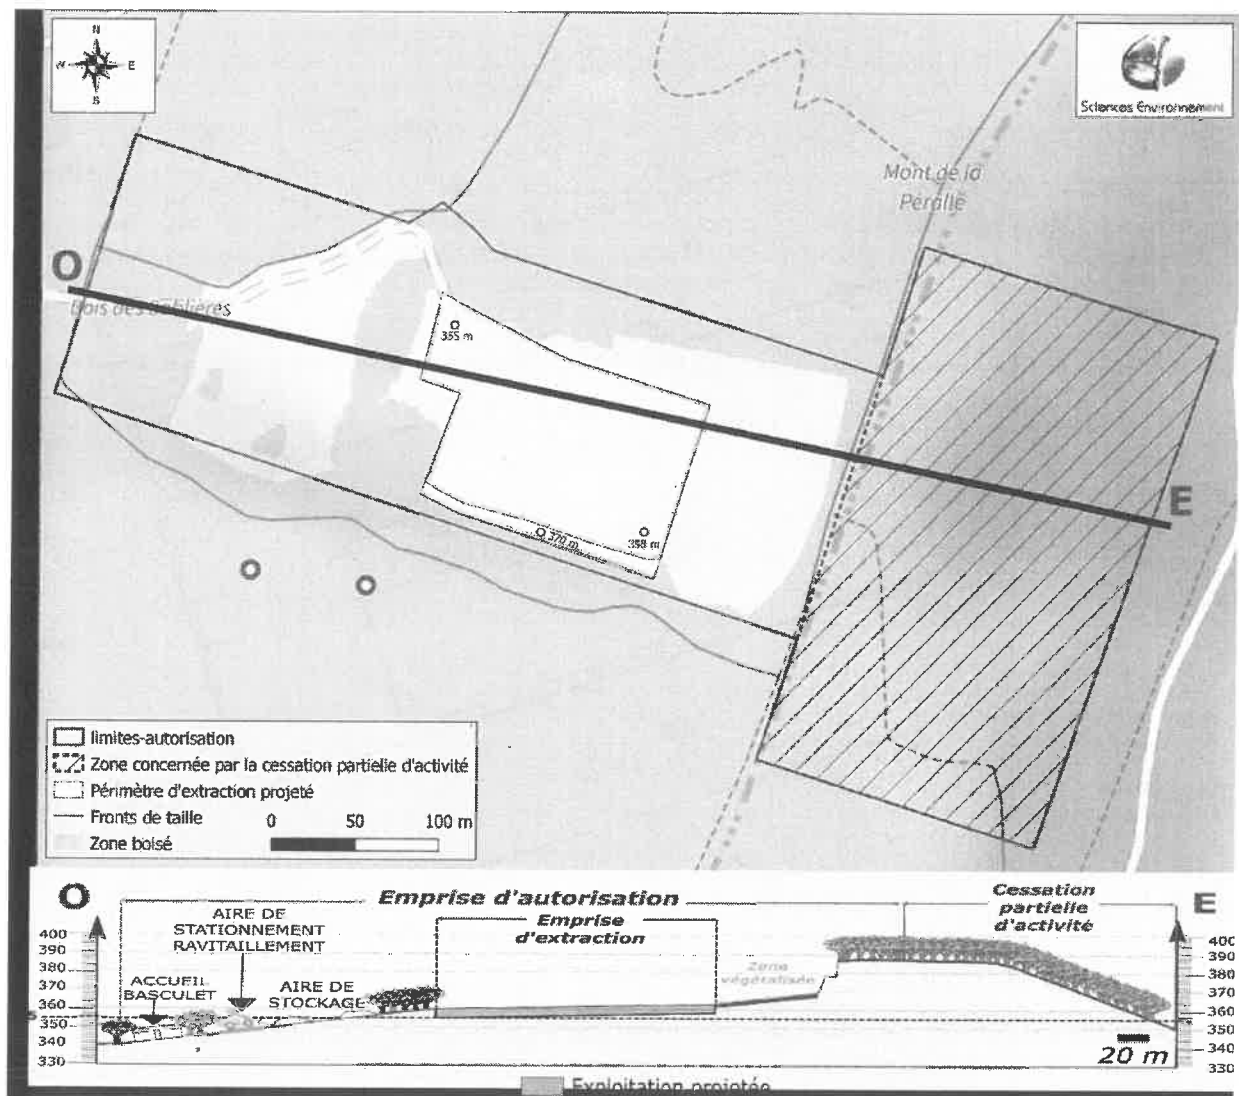 N
W E
S
Sciences Environnement
Mont de la
Péralle
O
Bois des Sablières
355 m
E
370 m
358 m
limites-autorisation
Zone concernée par la cessation partielle d'activité
Périmètre d'extraction projeté
Fronts de taille
0 50 100 m
Zone boisé
O
Emprise d'autorisation
Cessation
partielle
d'activité
E
AIRE DE
STATIONNEMENT
RAVITAILLEMENT
Emprise
d'extraction
Zone
végétalisée
ACCUEIL
BASCULET
AIRE DE
STOCKAGE
400
390
380
370
360
350
340
330
400
390
380
370
360
350
340
330
20 m
Exploitation projetée